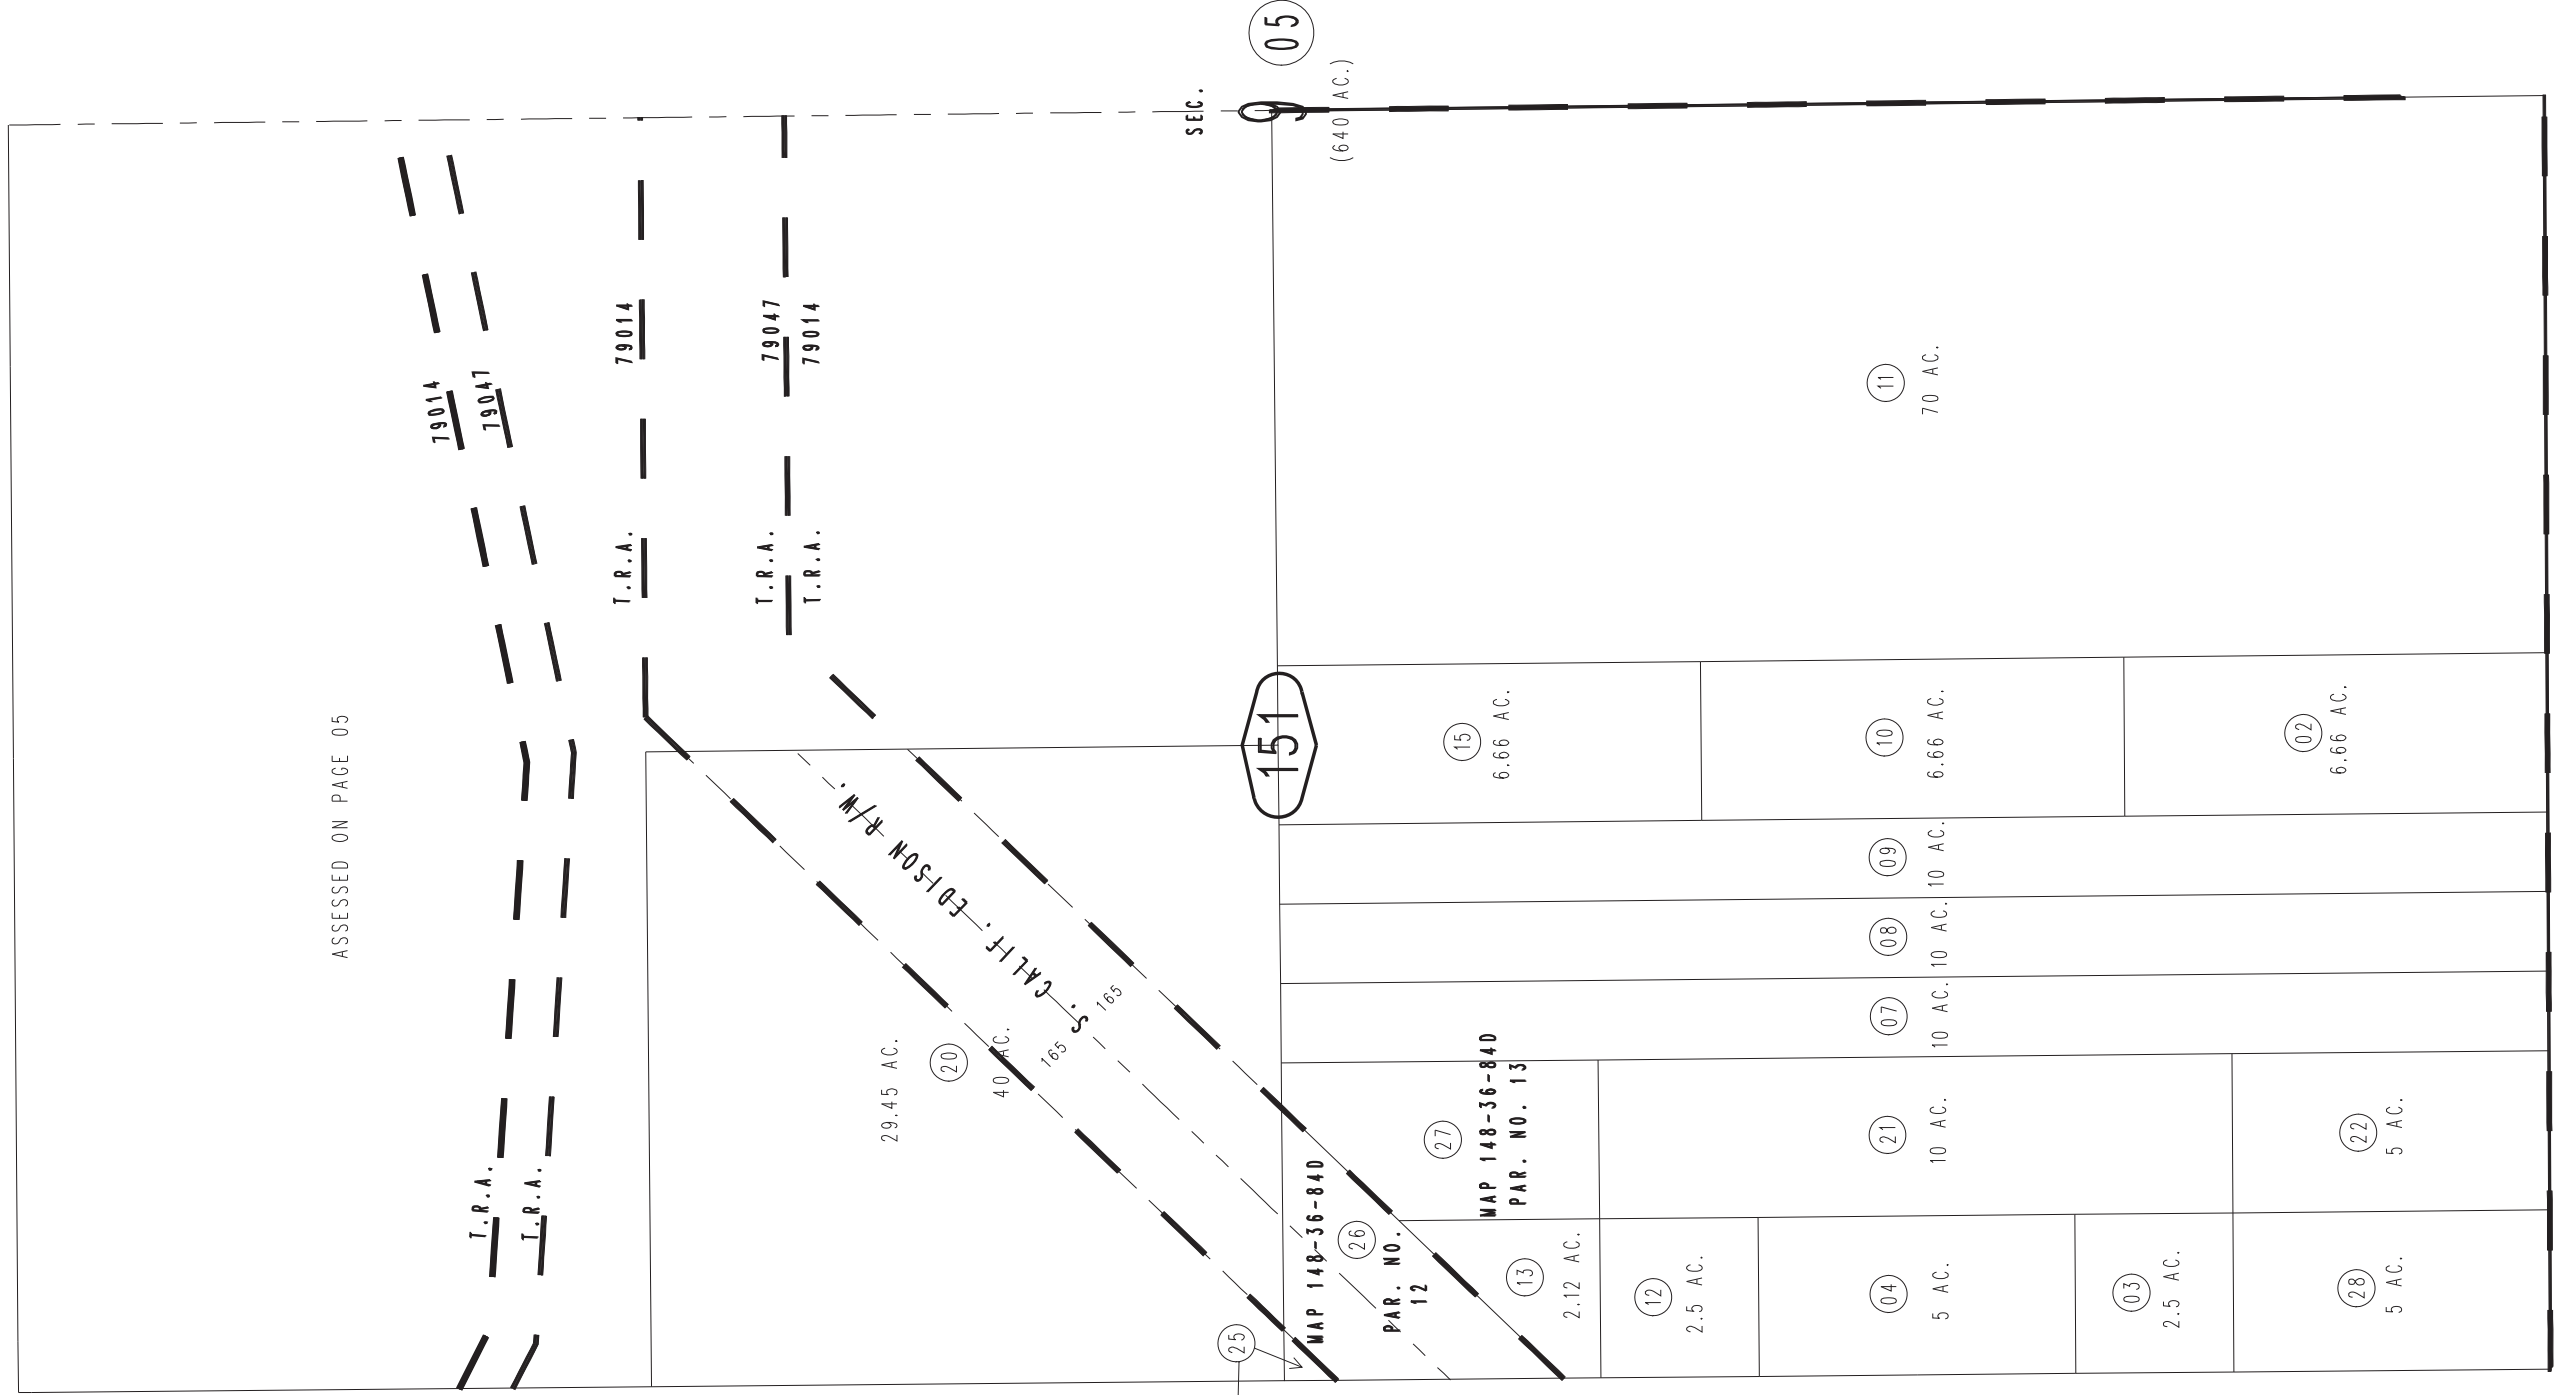 05
SEC.
9
(640 AC.)
79014
79047
79014
79047
79014
T.R.A.
T.R.A.
T.R.A.
T.R.A.
T.R.A.
ASSESSED ON PAGE 05
S. CALIF. EDISON R/W.
165
165
29.45 AC.
20
40 AC.
151
11
70 AC.
15
6.66 AC.
10
6.66 AC.
02
6.66 AC.
09
10 AC.
08
10 AC.
07
10 AC.
27
MAP 148-36-84D
PAR. NO. 13
21
10 AC.
22
5 AC.
MAP 148-36-84D
26
PAR. NO.
12
25
13
2.12 AC.
12
2.5 AC.
04
5 AC.
03
2.5 AC.
28
5 AC.